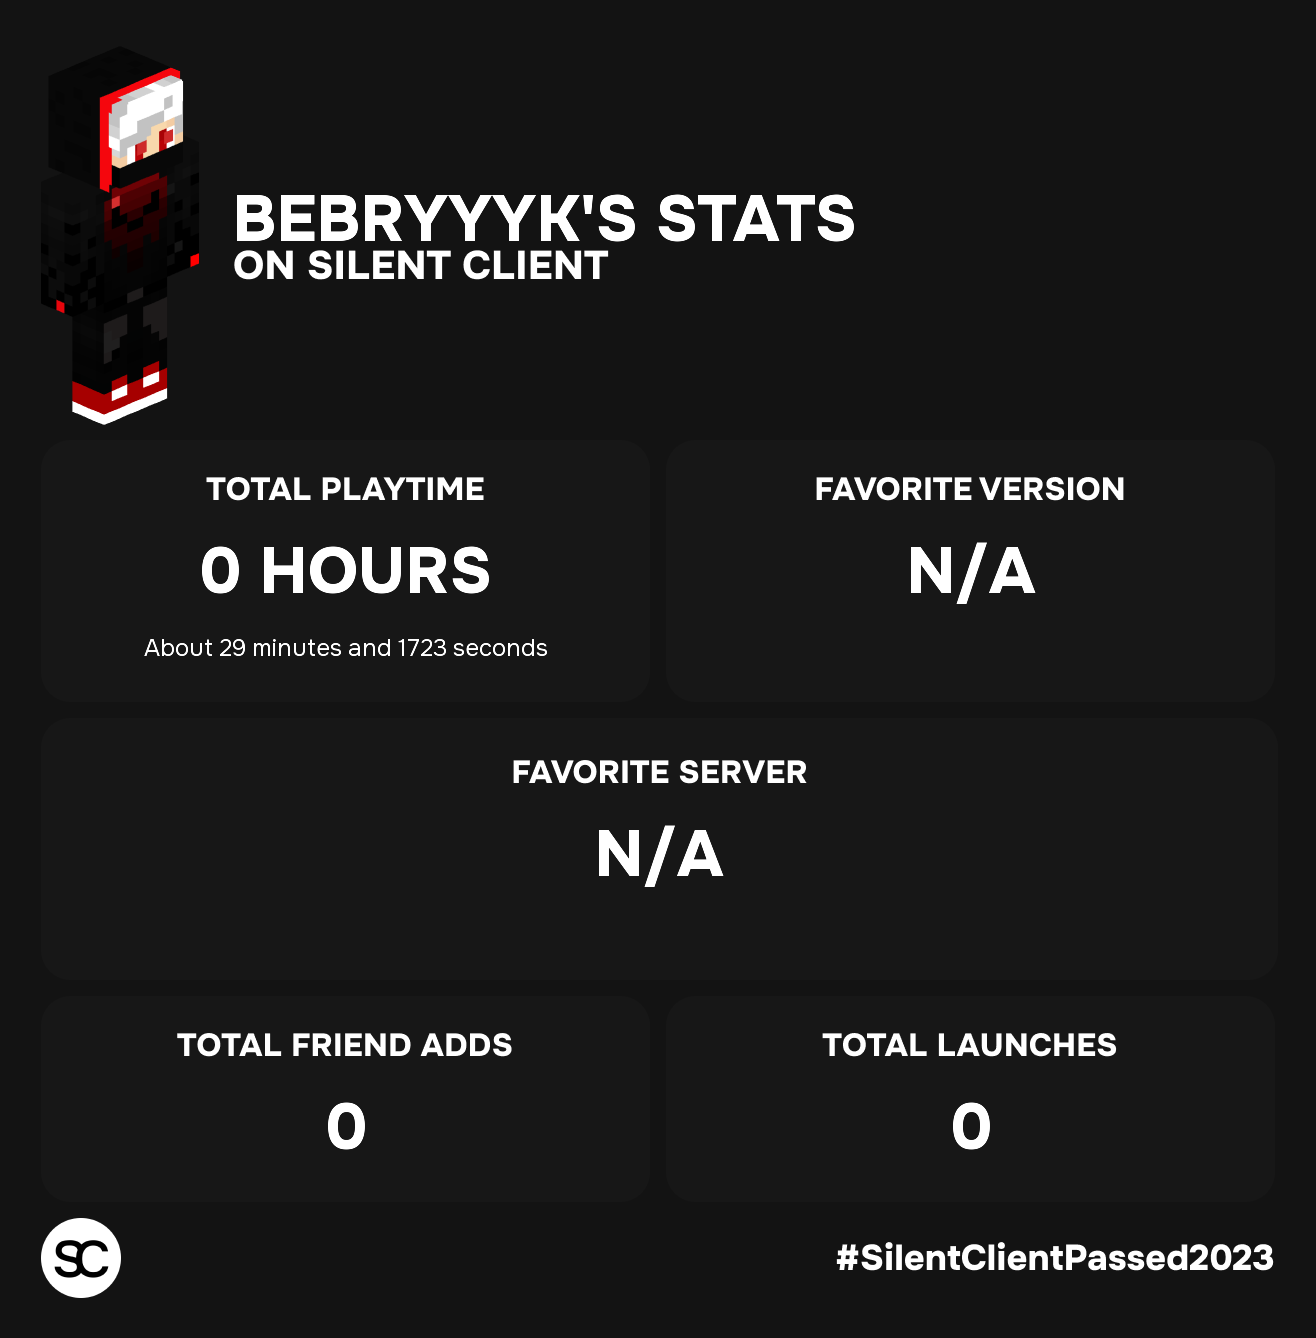 BEBRYYYK'S STATS
ON SILENT CLIENT
TOTAL PLAYTIME
0 HOURS
About 29 minutes and 1723 seconds
FAVORITE VERSION
N/A
FAVORITE SERVER
N/A
TOTAL FRIEND ADDS
0
TOTAL LAUNCHES
0
SC
#SilentClientPassed2023